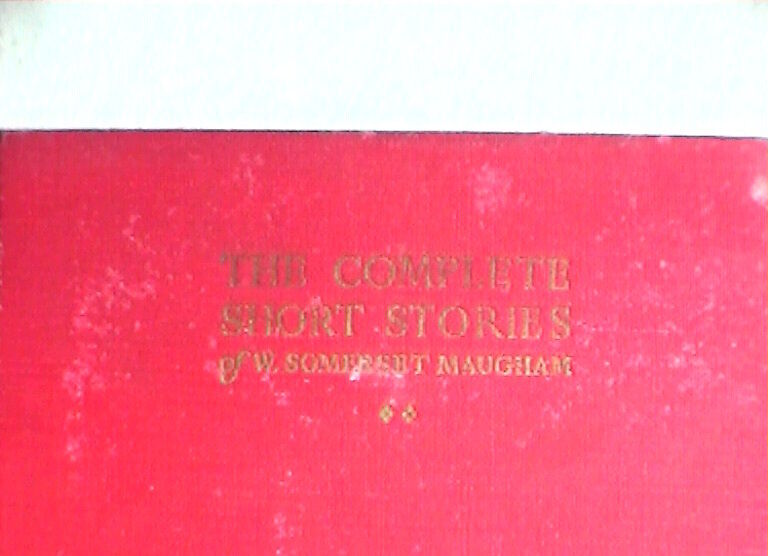 THE COMPLETE
SHORT STORIES
of W. SOMERSET MAUGHAM